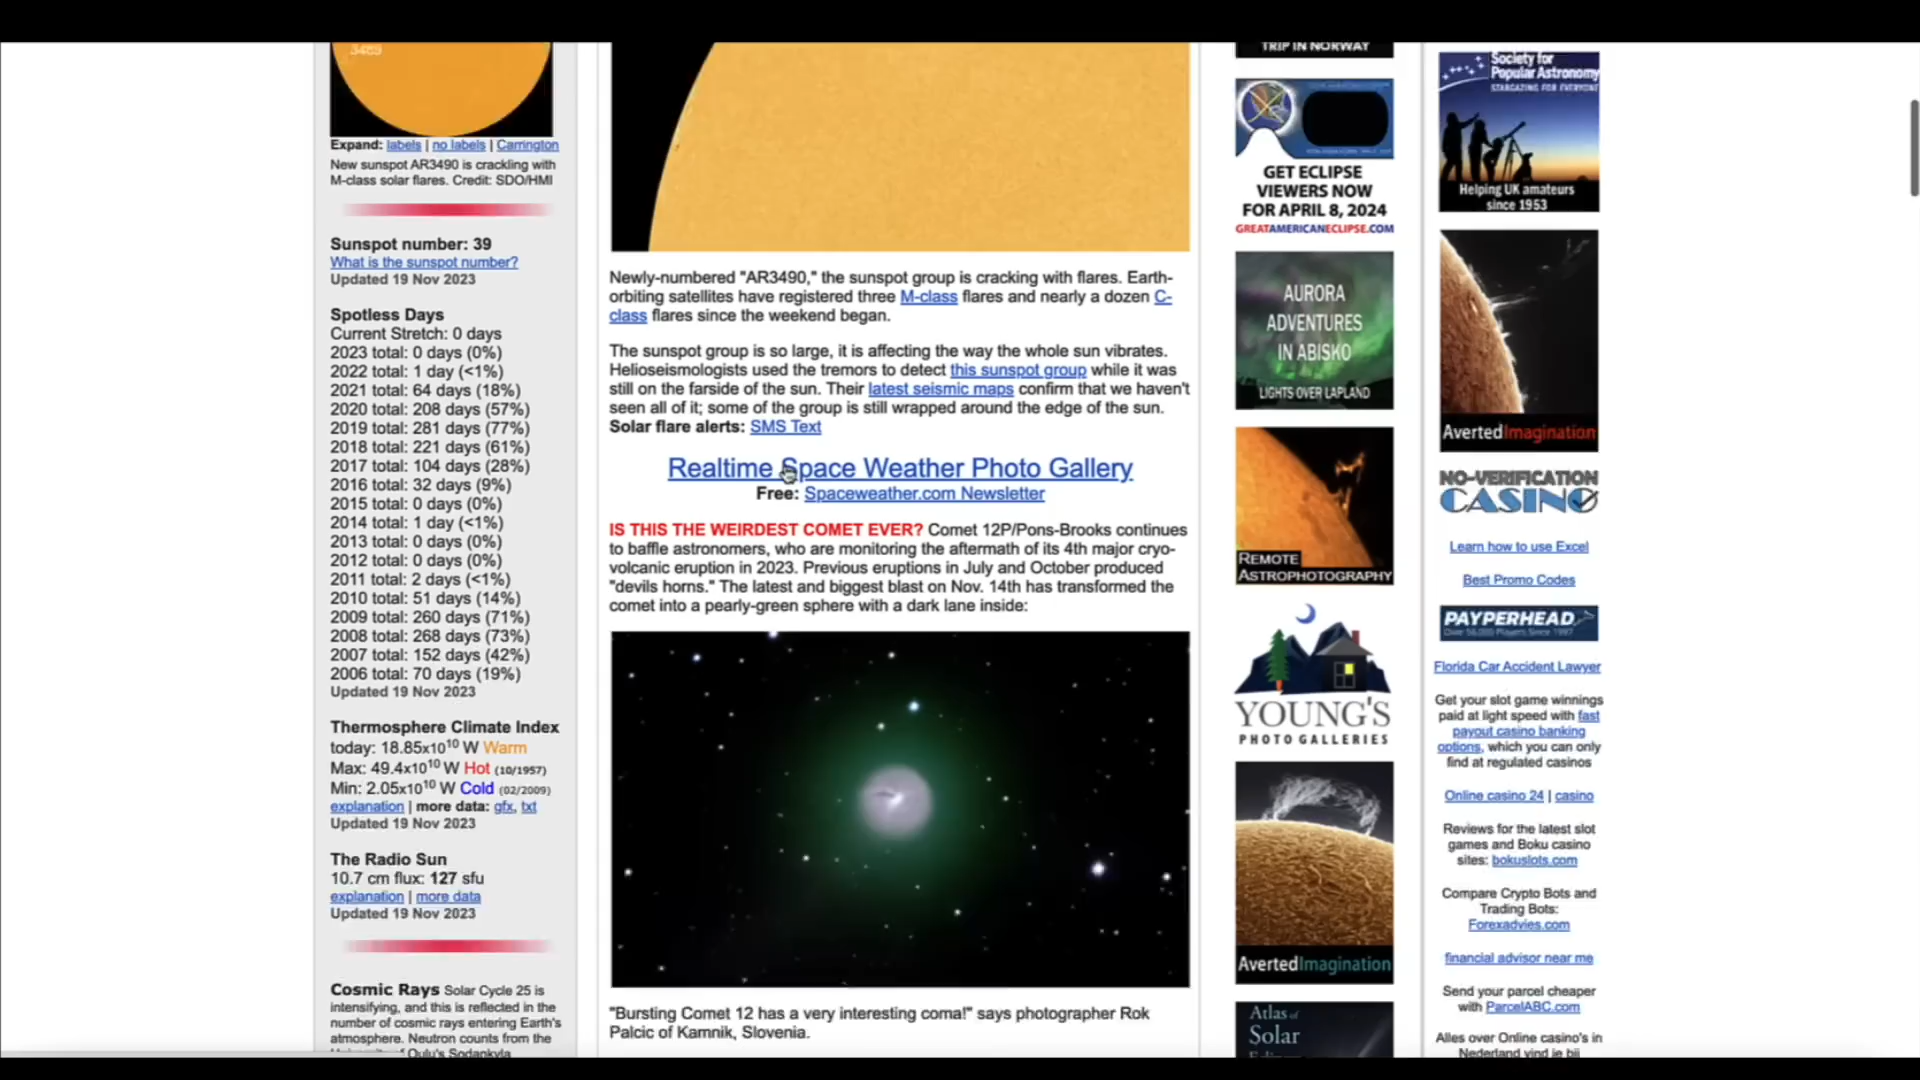 3489
Expand: labels | no labels | Carrington
New sunspot AR3490 is crackling with
M-class solar flares. Credit: SDO/HMI
Sunspot number: 39
What is the sunspot number?
Updated 19 Nov 2023
Spotless Days
Current Stretch: 0 days
2023 total: 0 days (0%)
2022 total: 1 day (<1%)
2021 total: 64 days (18%)
2020 total: 208 days (57%)
2019 total: 281 days (77%)
2018 total: 221 days (61%)
2017 total: 104 days (28%)
2016 total: 32 days (9%)
2015 total: 0 days (0%)
2014 total: 1 day (<1%)
2013 total: 0 days (0%)
2012 total: 0 days (0%)
2011 total: 2 days (<1%)
2010 total: 51 days (14%)
2009 total: 260 days (71%)
2008 total: 268 days (73%)
2007 total: 152 days (42%)
2006 total: 70 days (19%)
Updated 19 Nov 2023
Thermosphere Climate Index
today: 18.85x10¹⁰ W Warm
Max: 49.4x10¹⁰ W Hot (10/1957)
Min: 2.05x10¹⁰ W Cold (02/2009)
explanation | more data: gfx, txt
Updated 19 Nov 2023
The Radio Sun
10.7 cm flux: 127 sfu
explanation | more data
Updated 19 Nov 2023
Cosmic Rays Solar Cycle 25 is
intensifying, and this is reflected in the
number of cosmic rays entering Earth's
atmosphere. Neutron counts from the
University of Oulu's Sodankyla
Newly-numbered "AR3490," the sunspot group is cracking with flares. Earth-
orbiting satellites have registered three M-class flares and nearly a dozen C-
class flares since the weekend began.
The sunspot group is so large, it is affecting the way the whole sun vibrates.
Helioseismologists used the tremors to detect this sunspot group while it was
still on the farside of the sun. Their latest seismic maps confirm that we haven't
seen all of it; some of the group is still wrapped around the edge of the sun.
Solar flare alerts: SMS Text
Realtime Space Weather Photo Gallery
Free: Spaceweather.com Newsletter
IS THIS THE WEIRDEST COMET EVER? Comet 12P/Pons-Brooks continues
to baffle astronomers, who are monitoring the aftermath of its 4th major cryo-
volcanic eruption in 2023. Previous eruptions in July and October produced
"devils horns." The latest and biggest blast on Nov. 14th has transformed the
comet into a pearly-green sphere with a dark lane inside:
"Bursting Comet 12 has a very interesting coma!" says photographer Rok
Palcic of Kamnik, Slovenia.
TRIP IN NORWAY
GET ECLIPSE
VIEWERS NOW
FOR APRIL 8, 2024
GREATAMERICANECLIPSE.COM
AURORA
ADVENTURES
IN ABISKO
LIGHTS OVER LAPLAND
REMOTE
ASTROPHOTOGRAPHY
YOUNG'S
PHOTO GALLERIES
AvertedImagination
Atlas of
Solar
Society for
Popular Astronomy
STARGAZING FOR EVERYONE
Helping UK amateurs
since 1953
AvertedImagination
NO-VERIFICATION
CASINO
Learn how to use Excel
Best Promo Codes
PAYPERHEAD
Over 56,000 Players Since 1997
Florida Car Accident Lawyer
Get your slot game winnings
paid at light speed with fast
payout casino banking
options, which you can only
find at regulated casinos
Online casino 24 | casino
Reviews for the latest slot
games and Boku casino
sites: bokuslots.com
Compare Crypto Bots and
Trading Bots:
Forexadvies.com
financial advisor near me
Send your parcel cheaper
with ParcelABC.com
Alles over Online casino's in
Nederland vind je bij